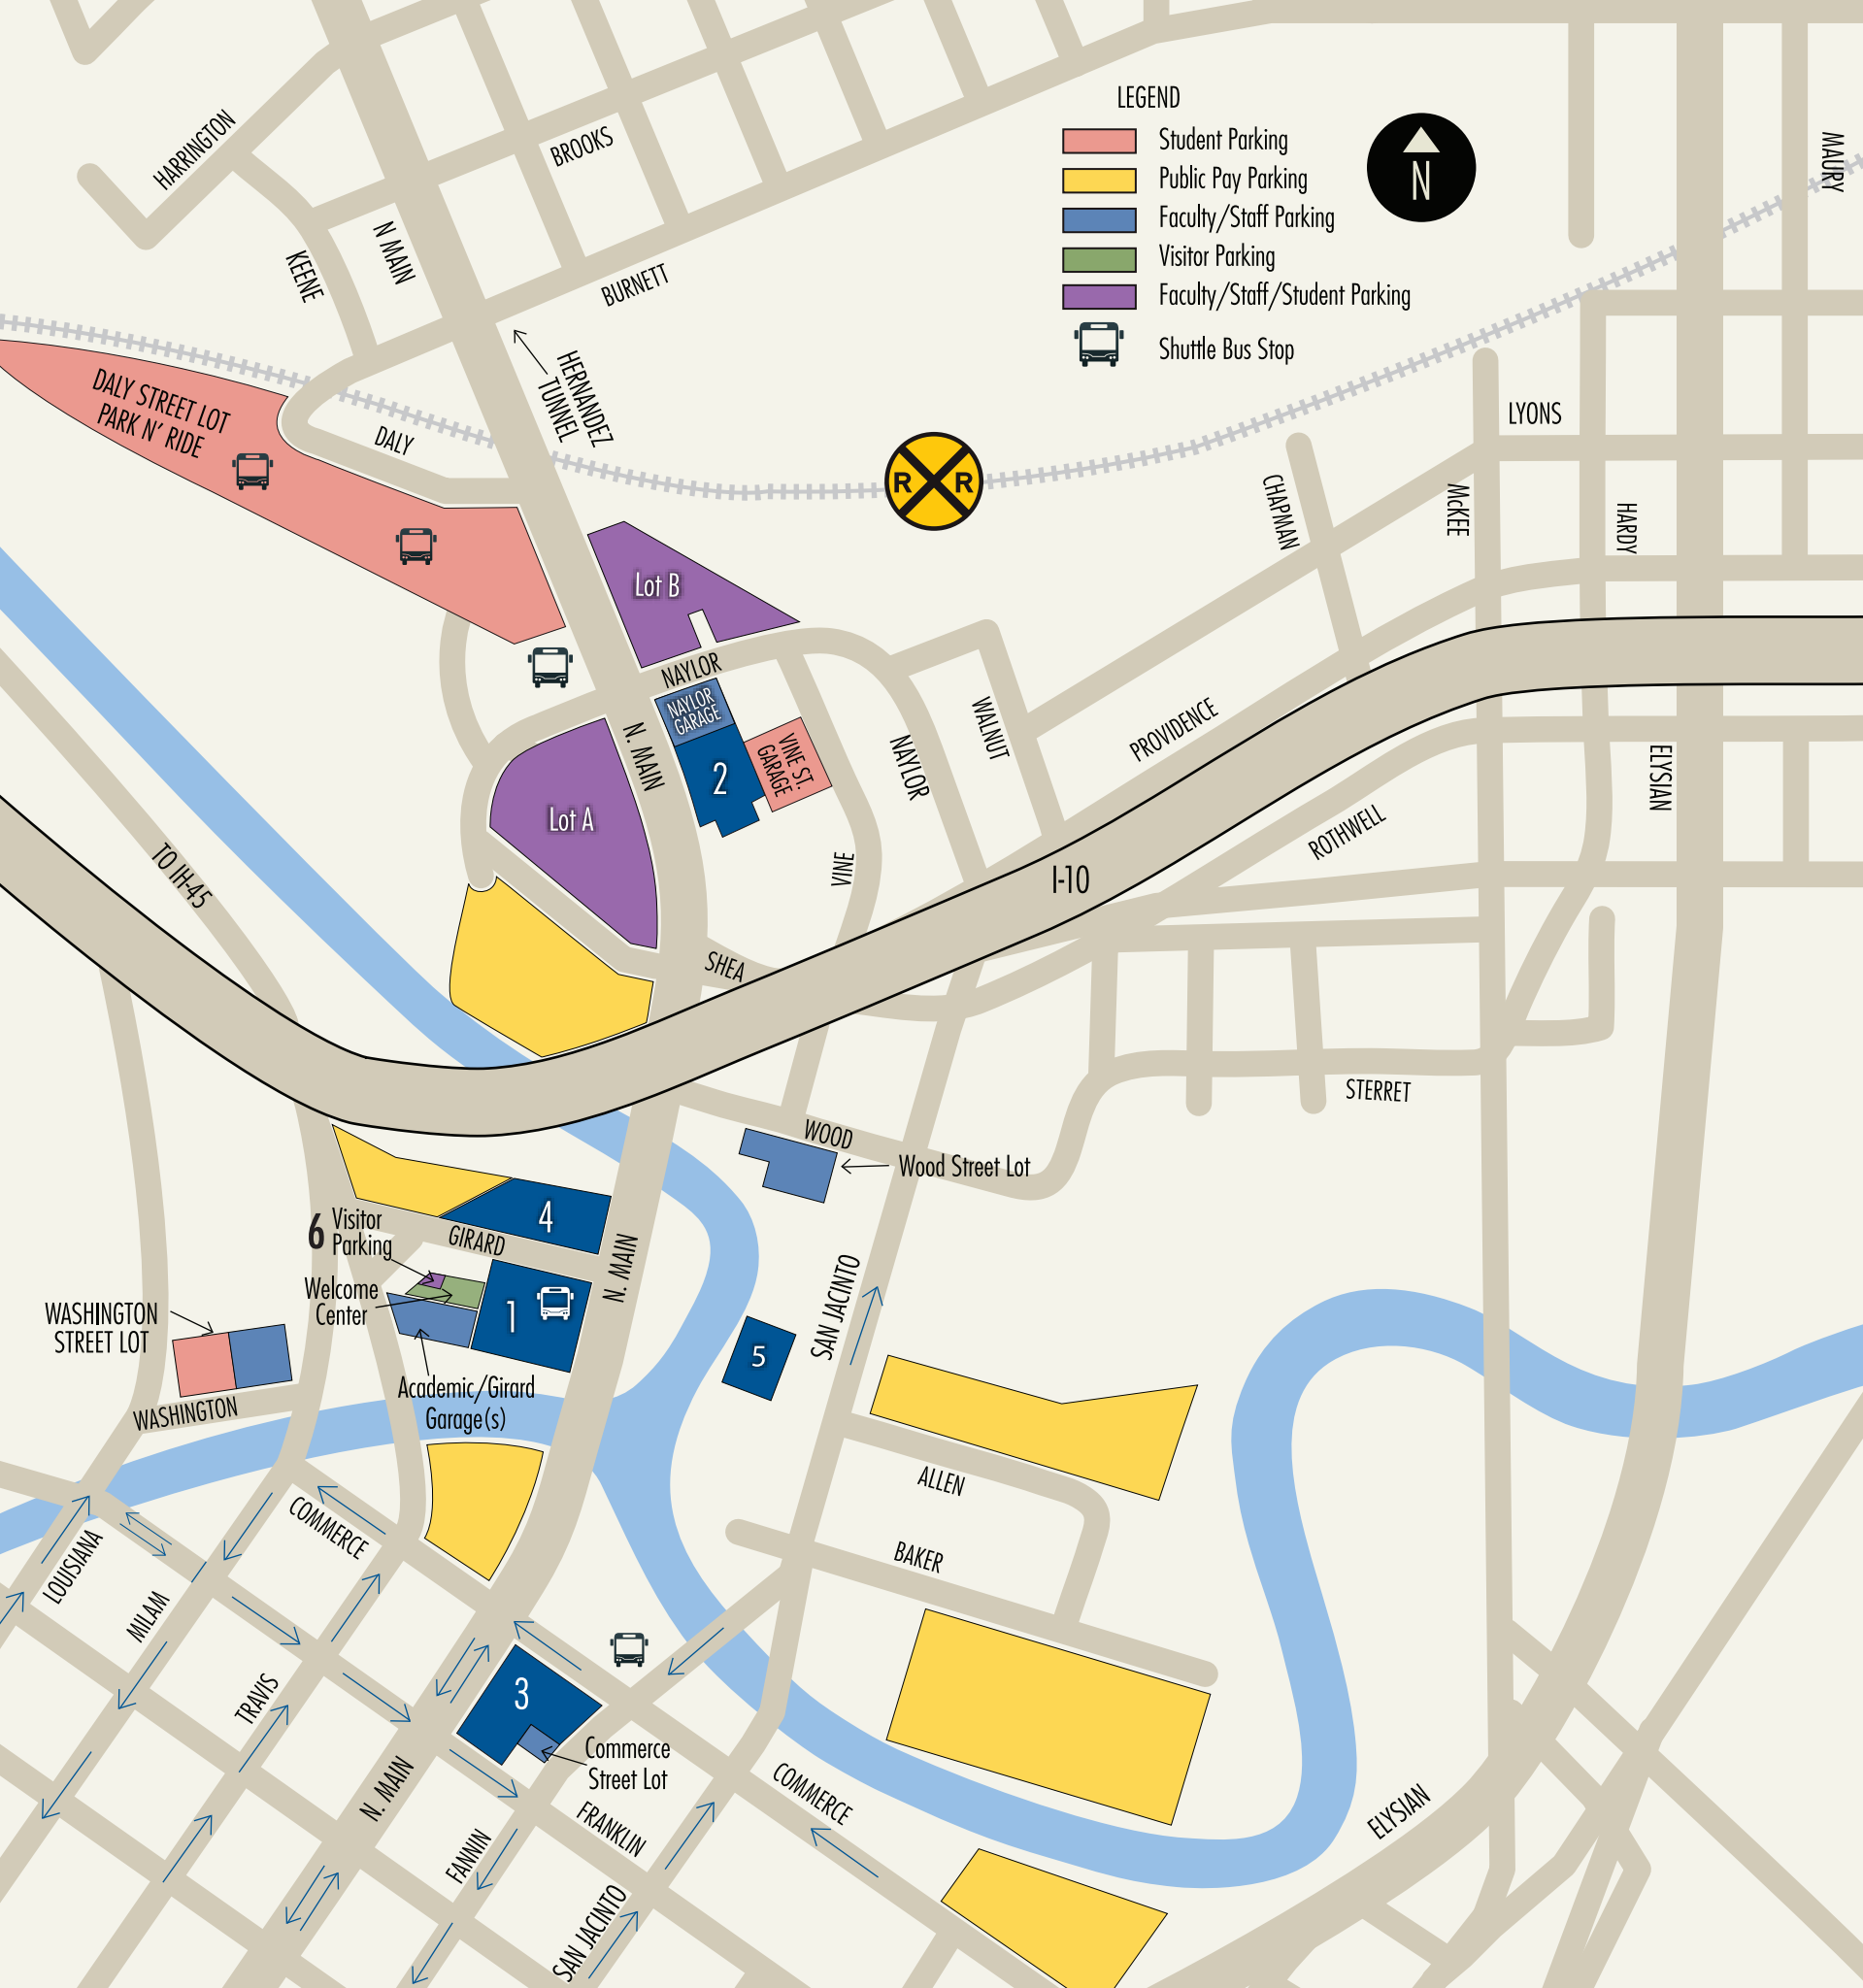 LEGEND
Student Parking
Public Pay Parking
Faculty/Staff Parking
Visitor Parking
Faculty/Staff/Student Parking
Shuttle Bus Stop
N
HARRINGTON
BROOKS
MAURY
KEENE
N MAIN
BURNETT
HERNANDEZ
TUNNEL
DALY STREET LOT
PARK N' RIDE
DALY
R R
LYONS
CHAPMAN
McKEE
HARDY
Lot B
NAYLOR
NAYLOR
GARAGE
VINE ST.
GARAGE
2
N. MAIN
Lot A
NAYLOR
WALNUT
PROVIDENCE
ELYSIAN
ROTHWELL
VINE
I-10
TO IH-45
SHEA
STERRET
WOOD
Wood Street Lot
4
GIRARD
6
Visitor
Parking
Welcome
Center
1
N. MAIN
WASHINGTON
STREET LOT
Academic/Girard
Garage(s)
WASHINGTON
SAN JACINTO
5
ALLEN
BAKER
COMMERCE
LOUISIANA
MILAM
TRAVIS
3
Commerce
Street Lot
N. MAIN
FRANKLIN
FANNIN
SAN JACINTO
COMMERCE
ELYSIAN